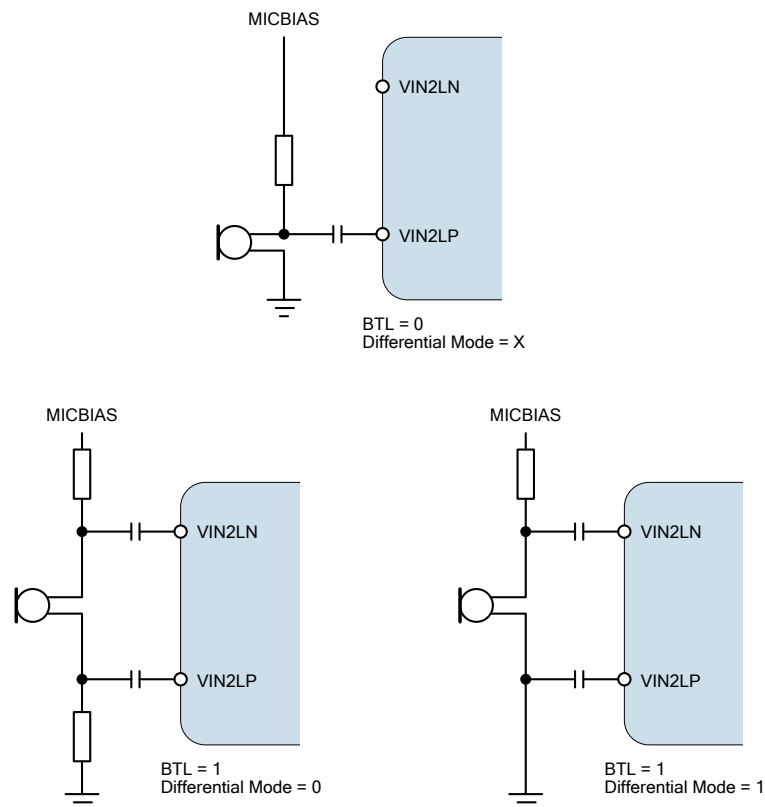 MICBIAS
VIN2LN
VIN2LP
BTL = 0
Differential Mode = X
MICBIAS
VIN2LN
VIN2LP
BTL = 1
Differential Mode = 0
MICBIAS
VIN2LN
VIN2LP
BTL = 1
Differential Mode = 1